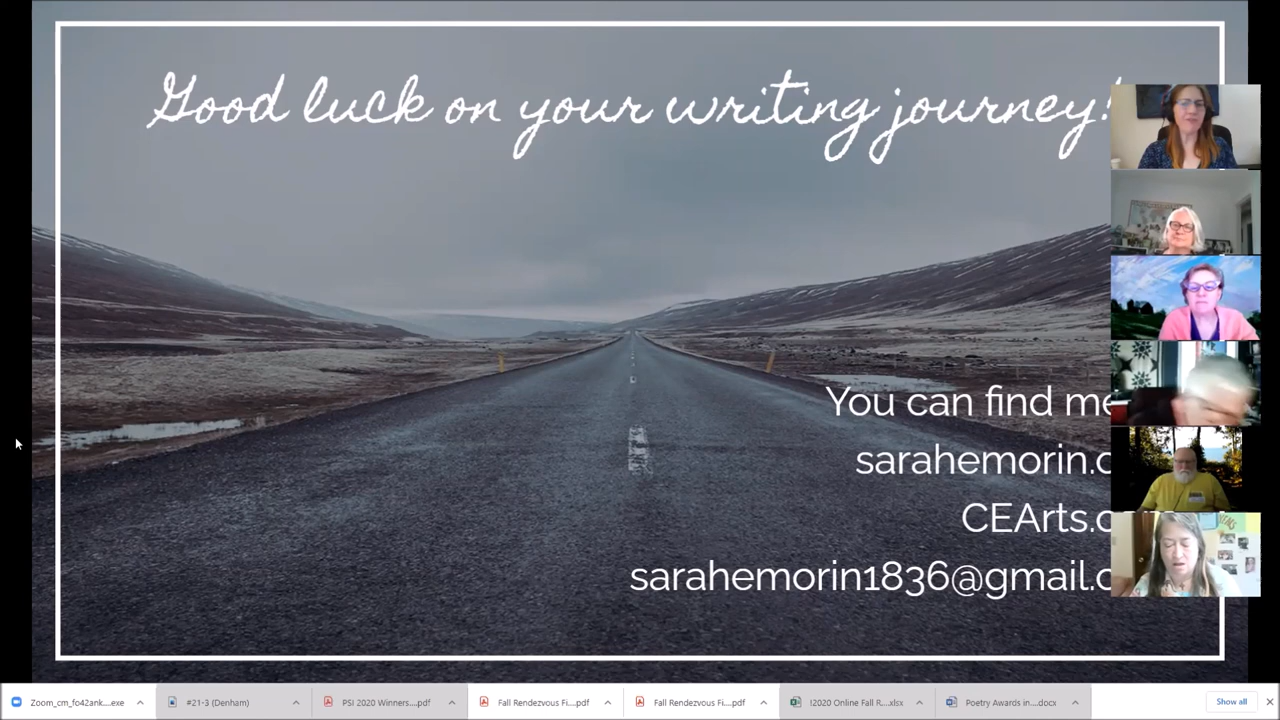 Good luck on your writing journey!
You can find me
sarahemorin.c
CEArts.c
sarahemorin1836@gmail.c
Zoom_cm_fo42ank....exe
#21-3 (Denham)
PSI 2020 Winners....pdf
Fall Rendezvous Fi....pdf
Fall Rendezvous Fi....pdf
!2020 Online Fall R....xlsx
Poetry Awards in....docx
Show all